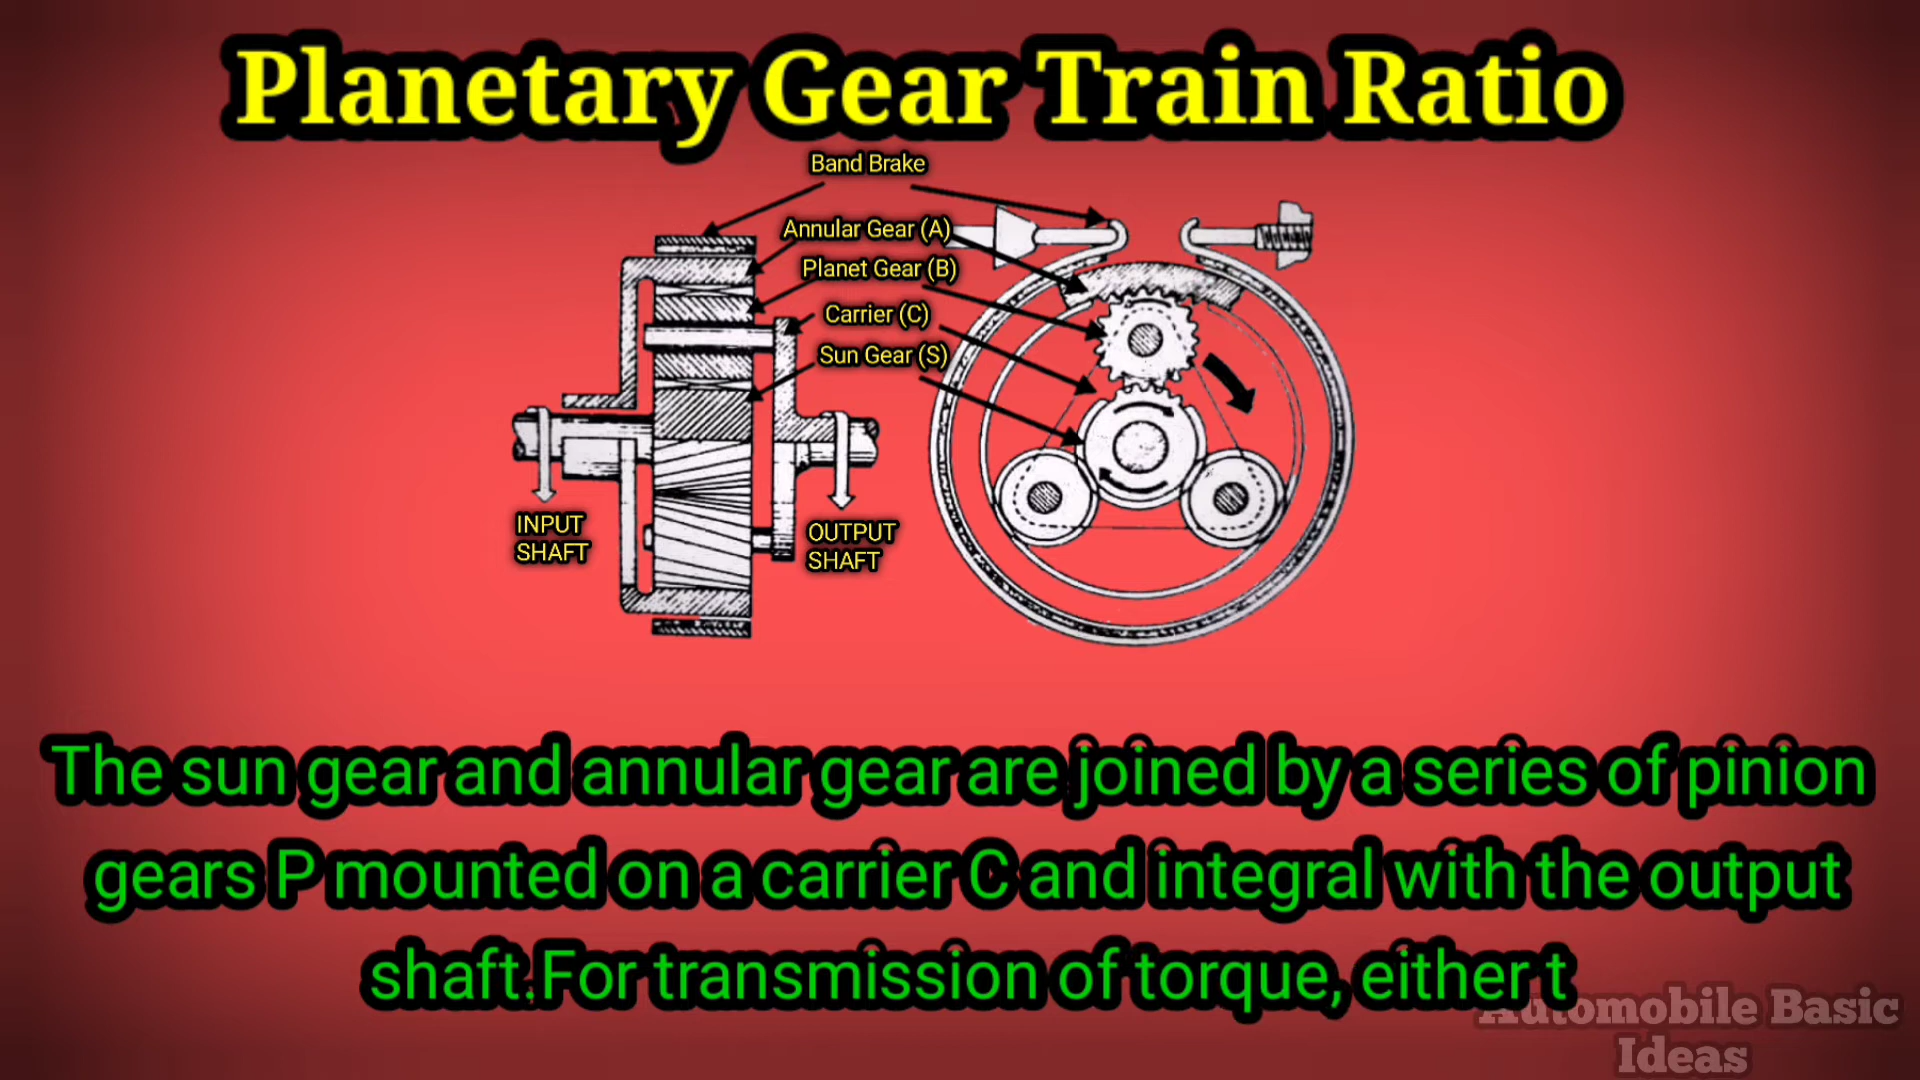 Planetary Gear Train Ratio
Band Brake
Annular Gear (A)
Planet Gear (B)
Carrier (C)
Sun Gear (S)
INPUT
SHAFT
OUTPUT
SHAFT
The sun gear and annular gear are joined by a series of pinion
gears P mounted on a carrier C and integral with the output
shaft.For transmission of torque, either t
Automobile Basic
Ideas